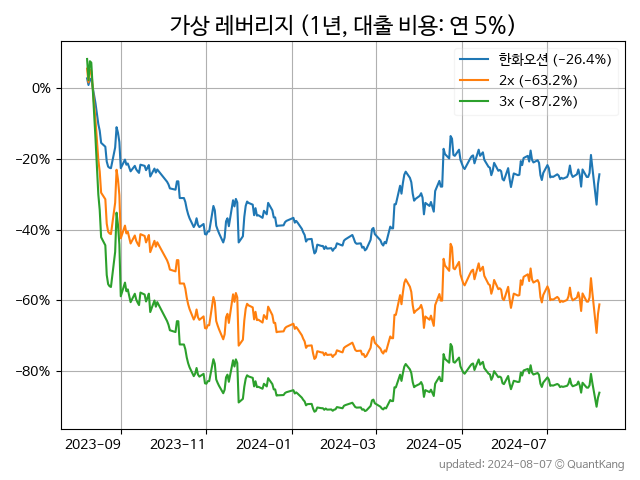 가상 레버리지 (1년, 대출 비용: 연 5%)
한화오션 (−26.4%)
2x (−63.2%)
3x (−87.2%)
0%
−20%
−40%
−60%
−80%
2023-09 2023-11 2024-01 2024-03 2024-05 2024-07
updated: 2024-08-07 © QuantKang